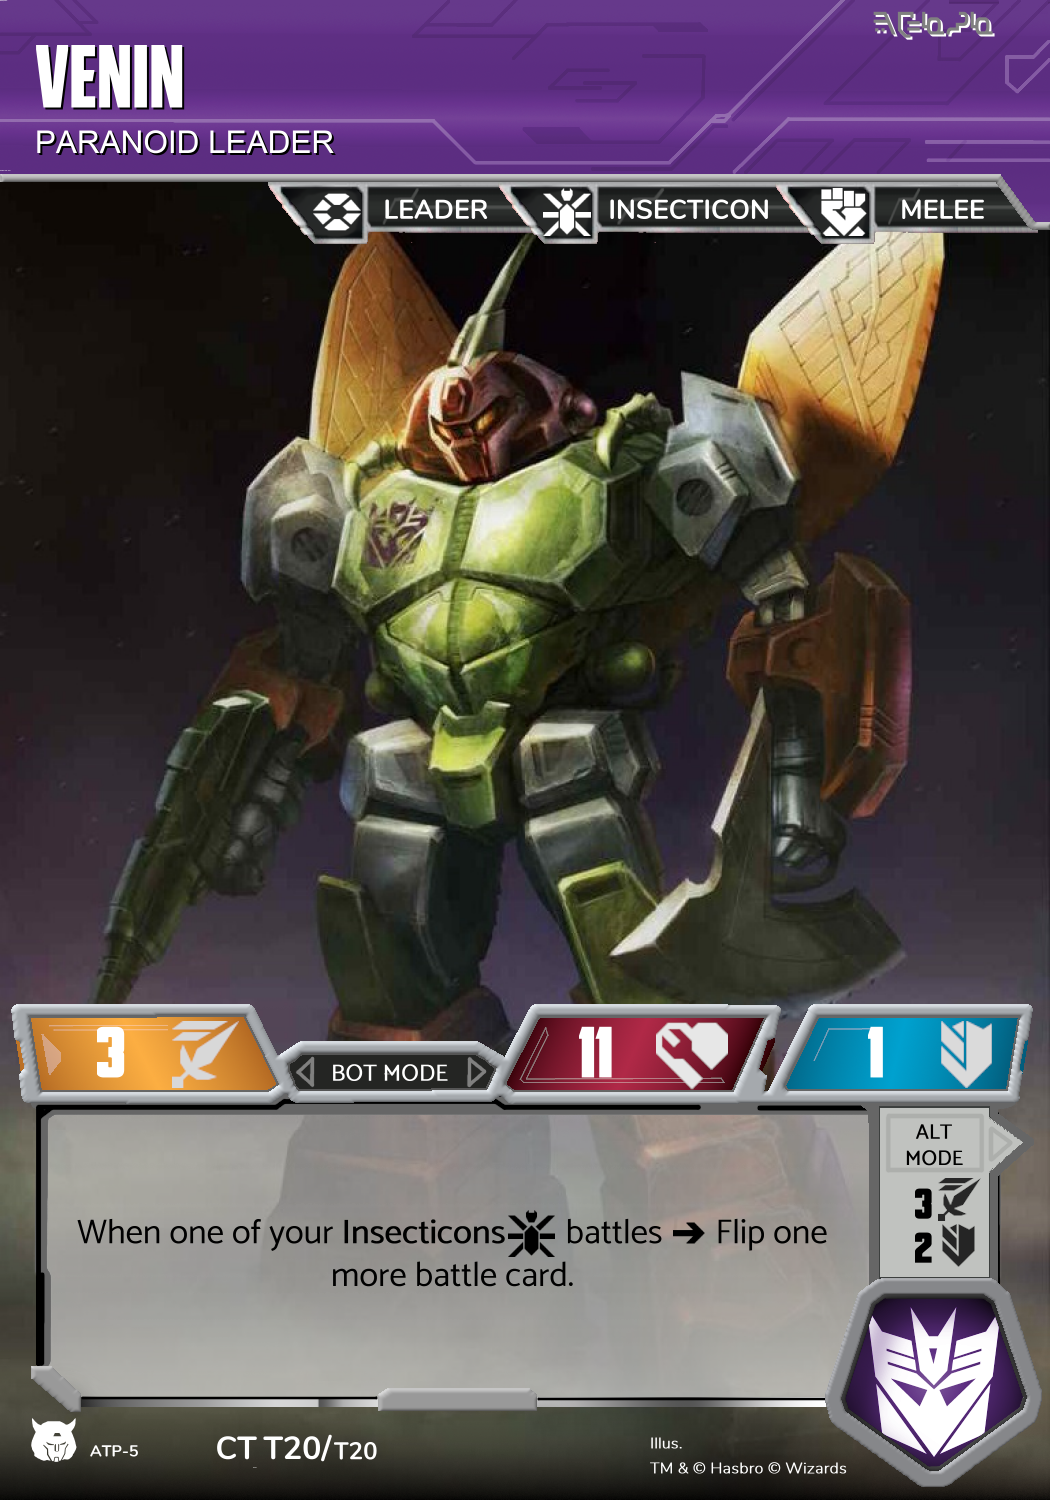 VENIN
PARANOID LEADER
LEADER INSECTICON MELEE
3 BOT MODE 11 1
ALT
MODE
3
2
When one of your Insecticons battles ➔ Flip one
more battle card.
ATP-5 CT T20/T20
Illus.
TM & © Hasbro © Wizards